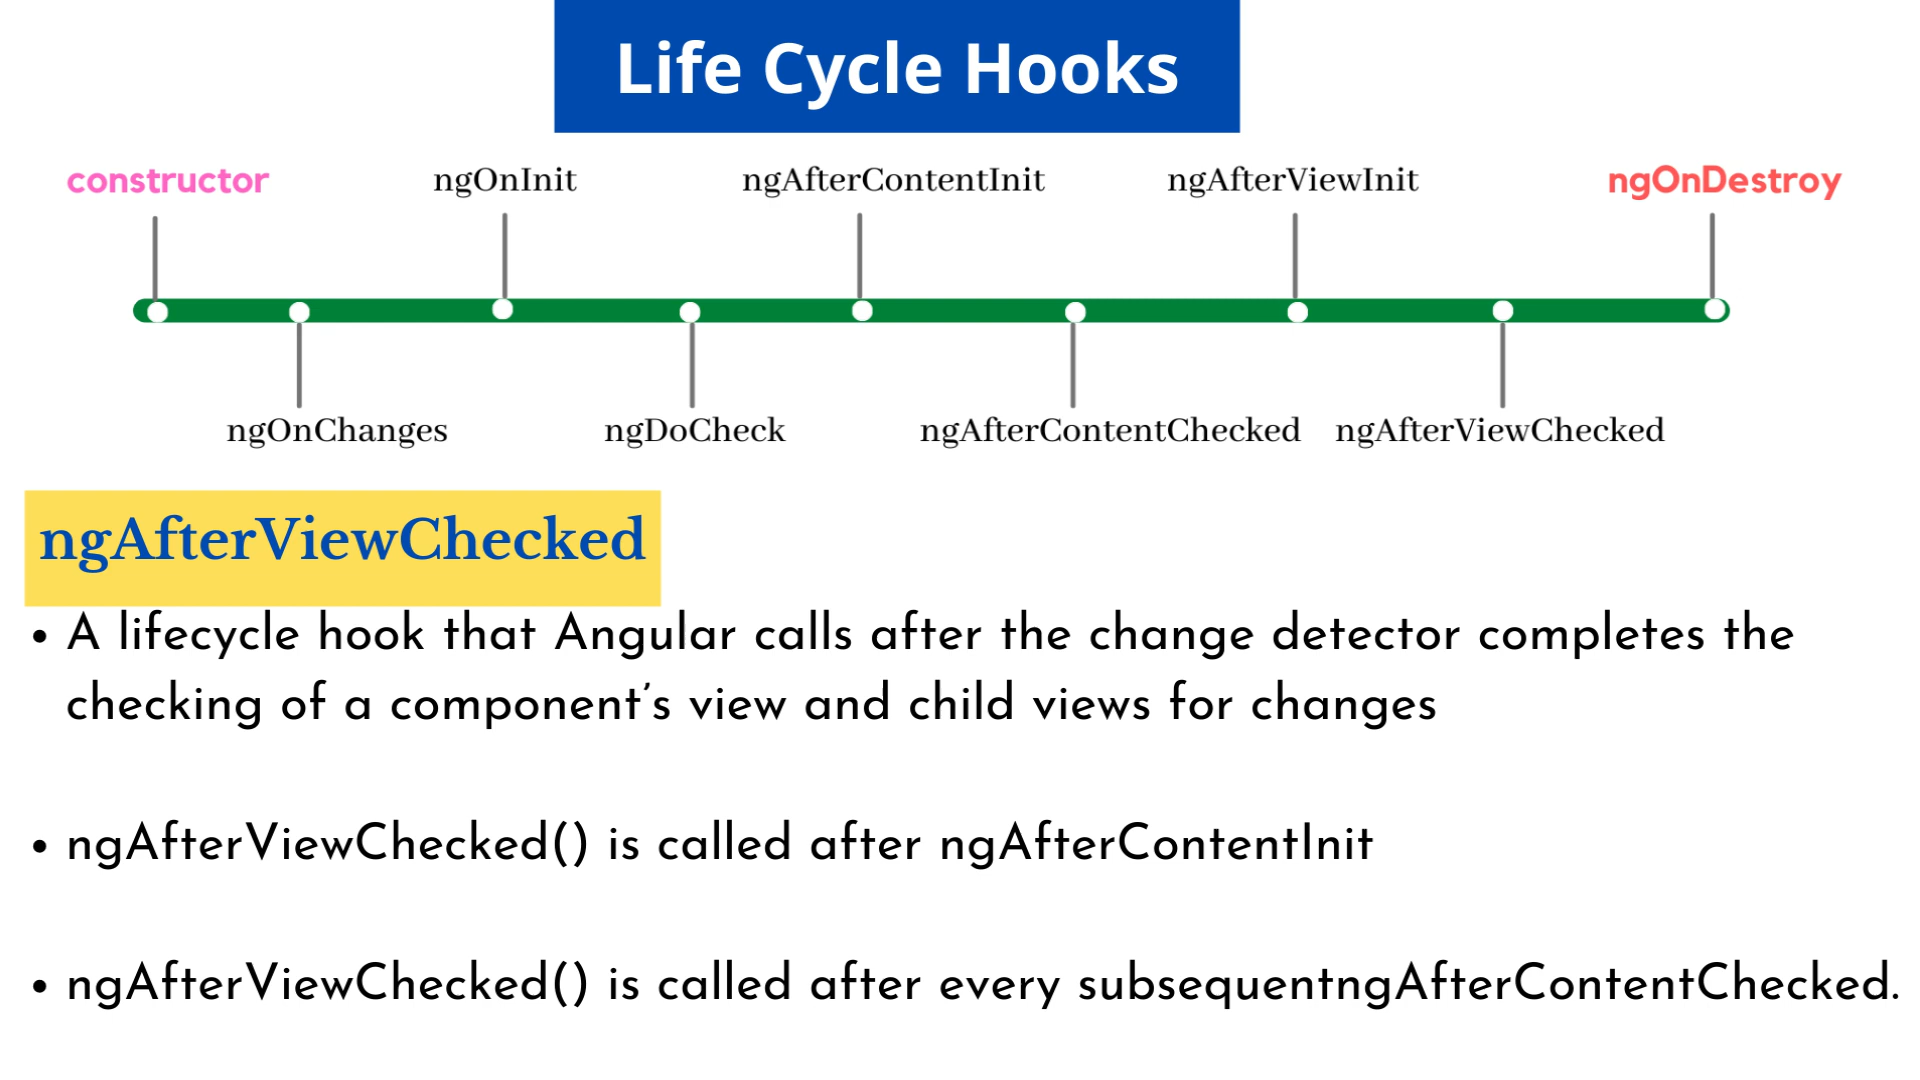 Life Cycle Hooks
constructor
ngOnInit
ngAfterContentInit
ngAfterViewInit
ngOnDestroy
ngOnChanges
ngDoCheck
ngAfterContentChecked
ngAfterViewChecked
ngAfterViewChecked
• A lifecycle hook that Angular calls after the change detector completes the
checking of a component’s view and child views for changes
• ngAfterViewChecked() is called after ngAfterContentInit
• ngAfterViewChecked() is called after every subsequentngAfterContentChecked.